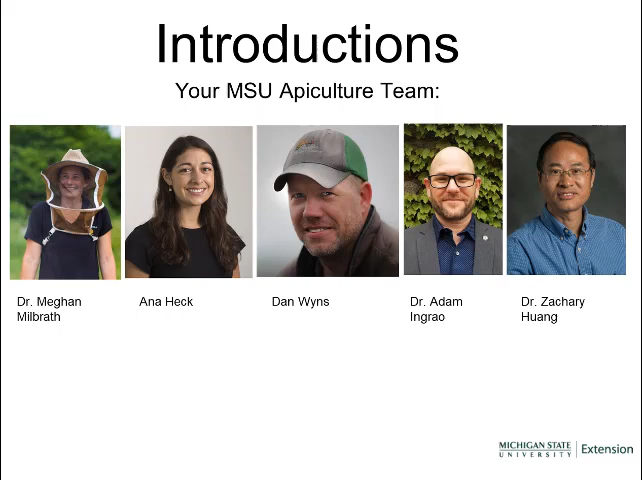 Introductions
Your MSU Apiculture Team:
Dr. Meghan
Milbrath
Ana Heck
Dan Wyns
Dr. Adam
Ingrao
Dr. Zachary
Huang
MICHIGAN STATE
UNIVERSITY
Extension